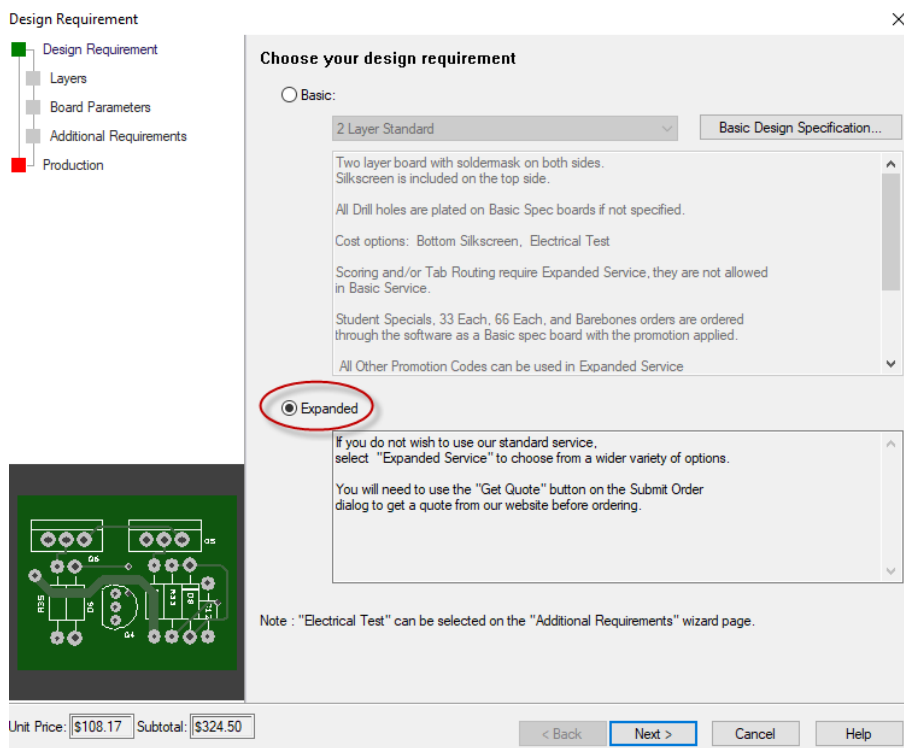 Design Requirement
Design Requirement
Layers
Board Parameters
Additional Requirements
Production
Choose your design requirement
Basic:
2 Layer Standard
Basic Design Specification...
Two layer board with soldermask on both sides.
Silkscreen is included on the top side.
All Drill holes are plated on Basic Spec boards if not specified.
Cost options: Bottom Silkscreen, Electrical Test
Scoring and/or Tab Routing require Expanded Service, they are not allowed
in Basic Service.
Student Specials, 33 Each, 66 Each, and Barebones orders are ordered
through the software as a Basic spec board with the promotion applied.
All Other Promotion Codes can be used in Expanded Service
Expanded
If you do not wish to use our standard service,
select "Expanded Service" to choose from a wider variety of options.
You will need to use the "Get Quote" button on the Submit Order
dialog to get a quote from our website before ordering.
Q6
Q5
R35
D6
Q4
R33
D8
Note : "Electrical Test" can be selected on the "Additional Requirements" wizard page.
Unit Price: $108.17 Subtotal: $324.50
< Back
Next >
Cancel
Help